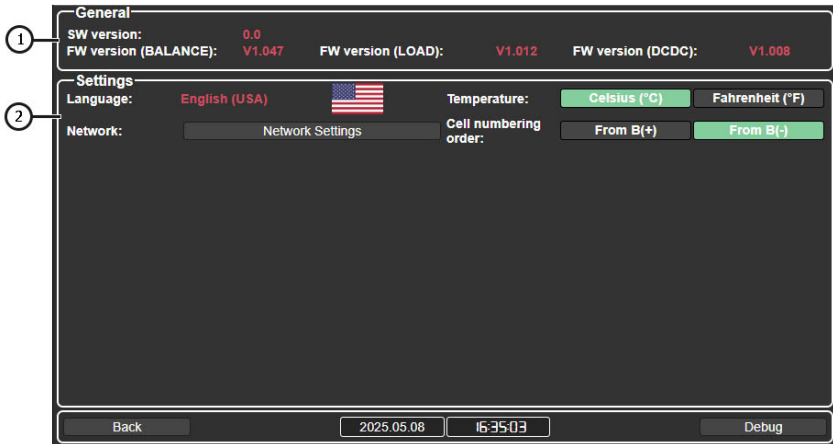 General
1
SW version: 0.0
FW version (BALANCE): V1.047 FW version (LOAD): V1.012 FW version (DCDC): V1.008
Settings
2
Language: English (USA) Temperature: Celsius (°C) Fahrenheit (°F)
Network: Network Settings Cell numbering order: From B(+) From B(-)
Back 2025.05.08 16:35:03 Debug